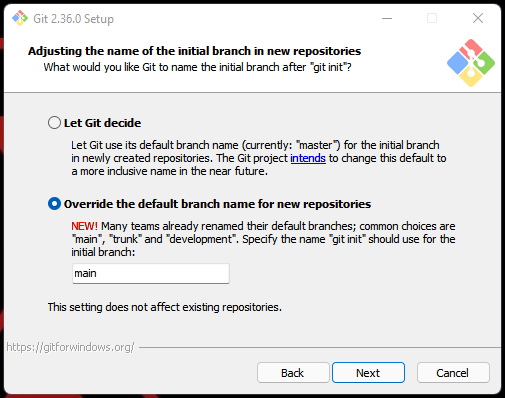 Git 2.36.0 Setup
Adjusting the name of the initial branch in new repositories
What would you like Git to name the initial branch after "git init"?
Let Git decide
Let Git use its default branch name (currently: "master") for the initial branch
in newly created repositories. The Git project intends to change this default to
a more inclusive name in the near future.
Override the default branch name for new repositories
NEW! Many teams already renamed their default branches; common choices are
"main", "trunk" and "development". Specify the name "git init" should use for the
initial branch:
main
This setting does not affect existing repositories.
https://gitforwindows.org/
Back Next Cancel